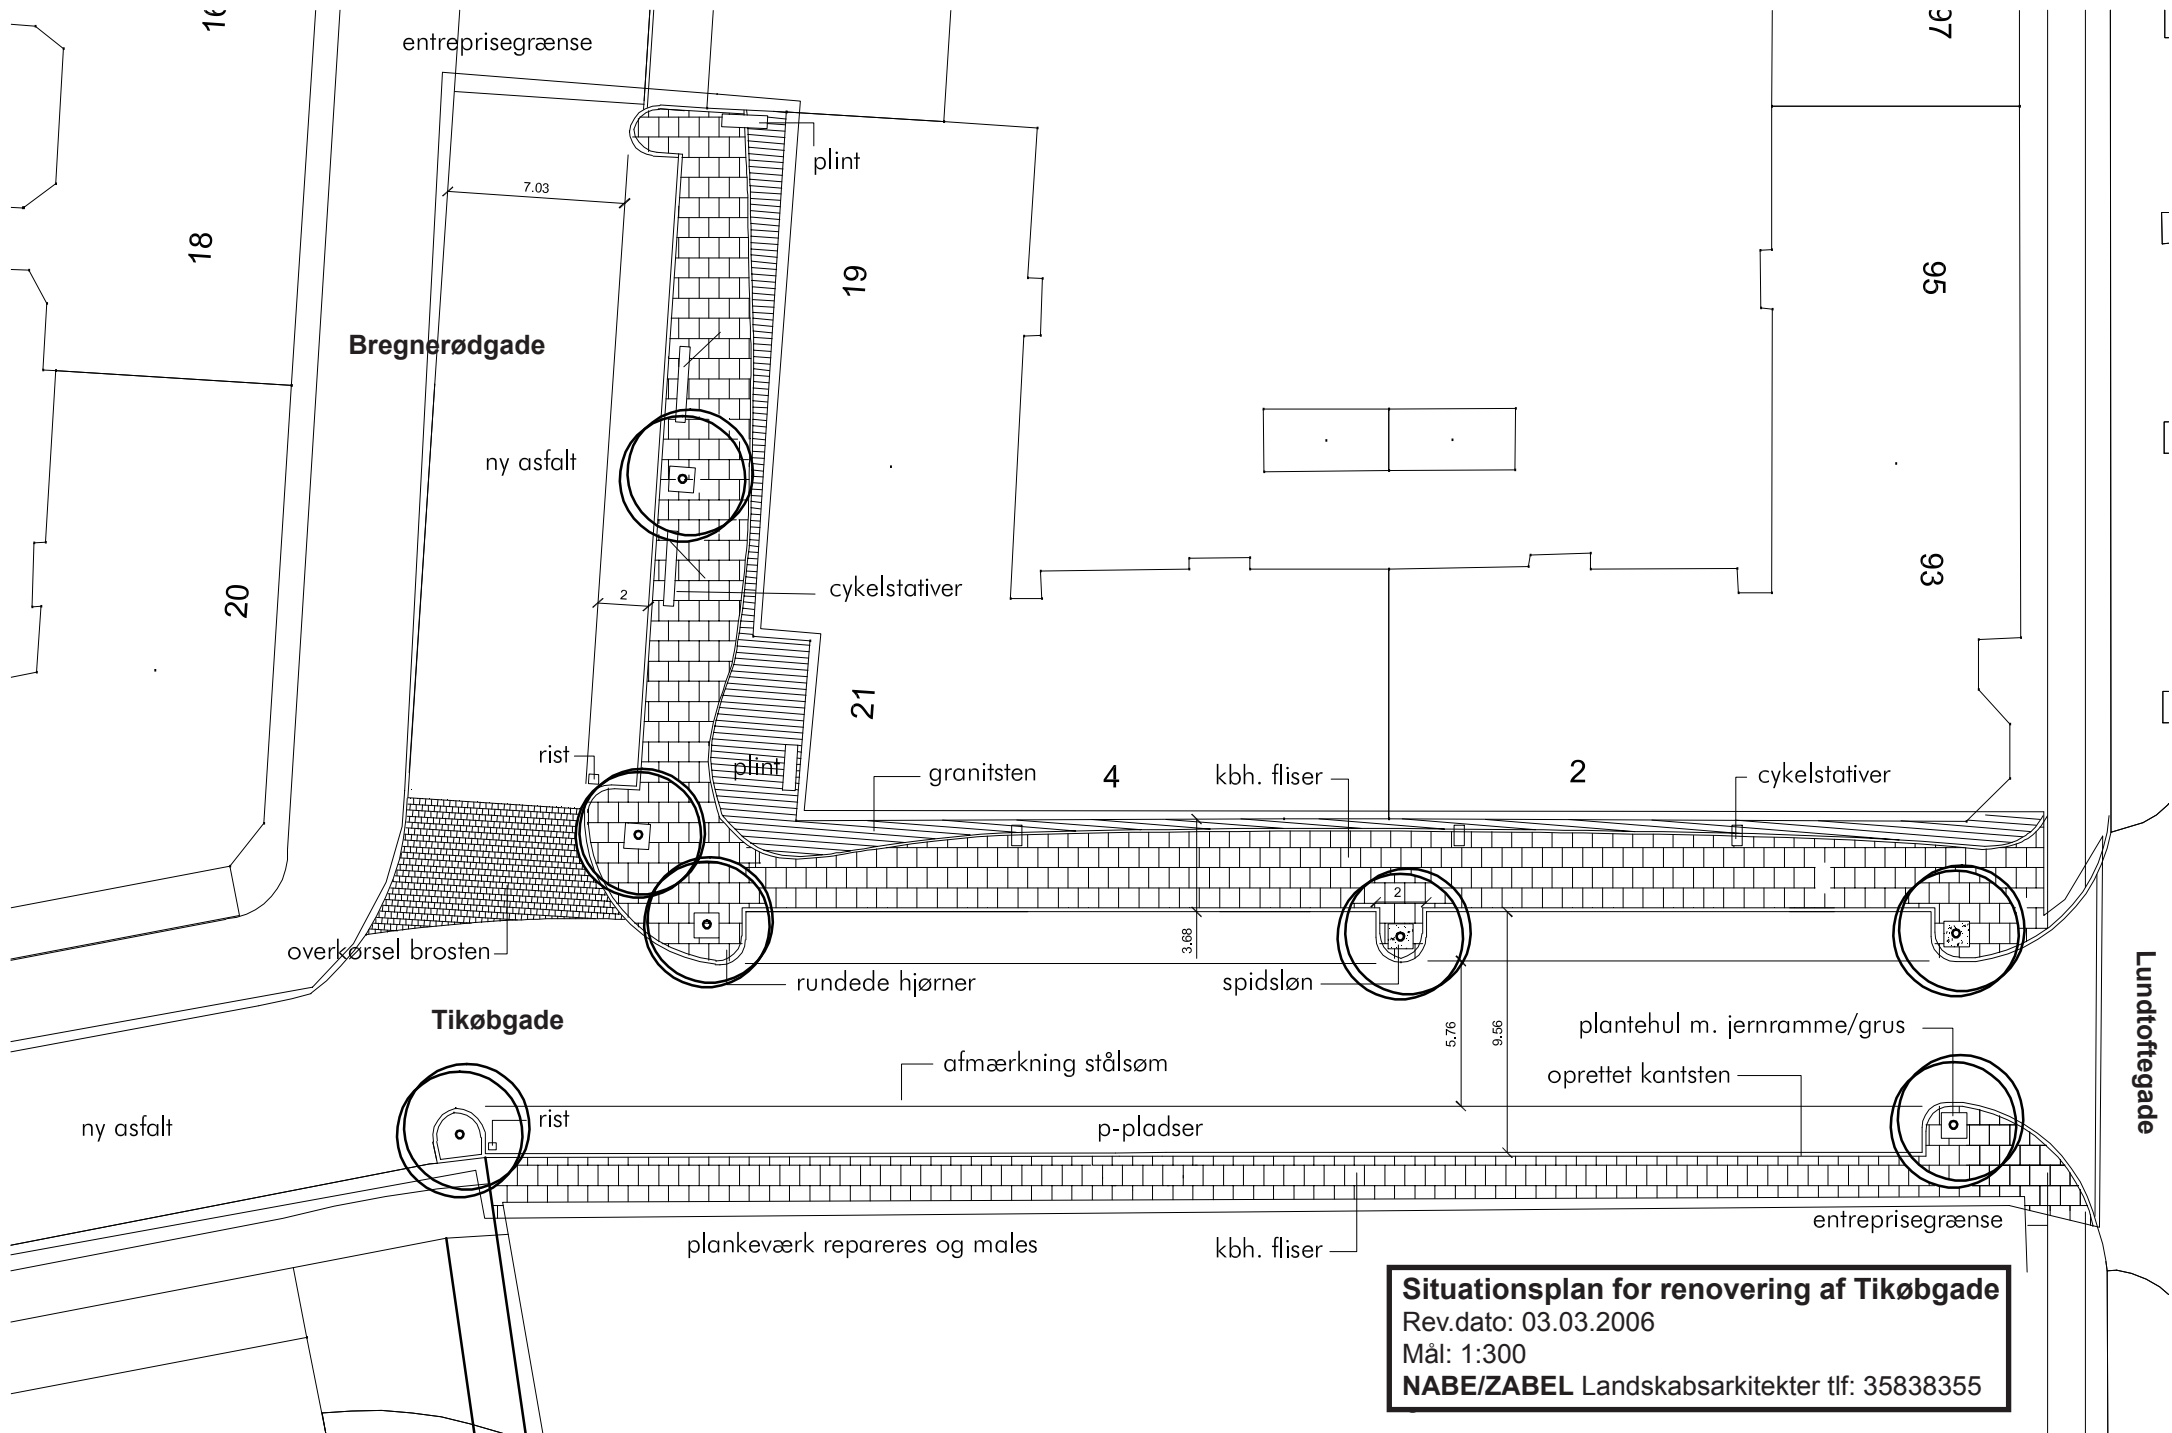 16
entreprisegrænse
97
plint
7.03
18
19
95
Bregnerødgade
ny asfalt
cykelstativer
2
20
93
21
rist
plint
granitsten
4
kbh. fliser
2
cykelstativer
2
overkørsel brosten
3.68
rundede hjørner
spidsløn
Lundtoftegade
Tikøbgade
5.76
9.56
plantehul m. jernramme/grus
afmærkning stålsøm
oprettet kantsten
ny asfalt
rist
p-pladser
entreprisegrænse
plankeværk repareres og males
kbh. fliser
Situationsplan for renovering af Tikøbgade
Rev.dato: 03.03.2006
Mål: 1:300
NABE/ZABEL Landskabsarkitekter tlf: 35838355